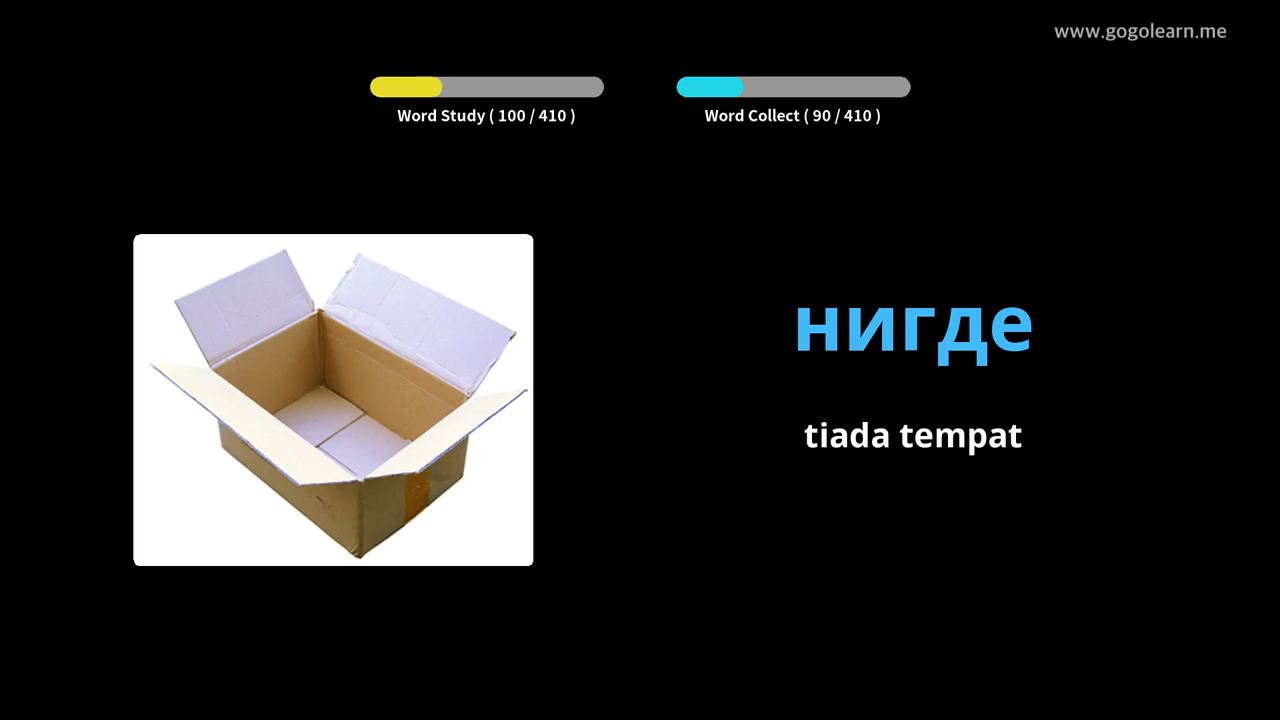 www.gogolearn.me
Word Study ( 100 / 410 )
Word Collect ( 90 / 410 )
нигде
tiada tempat